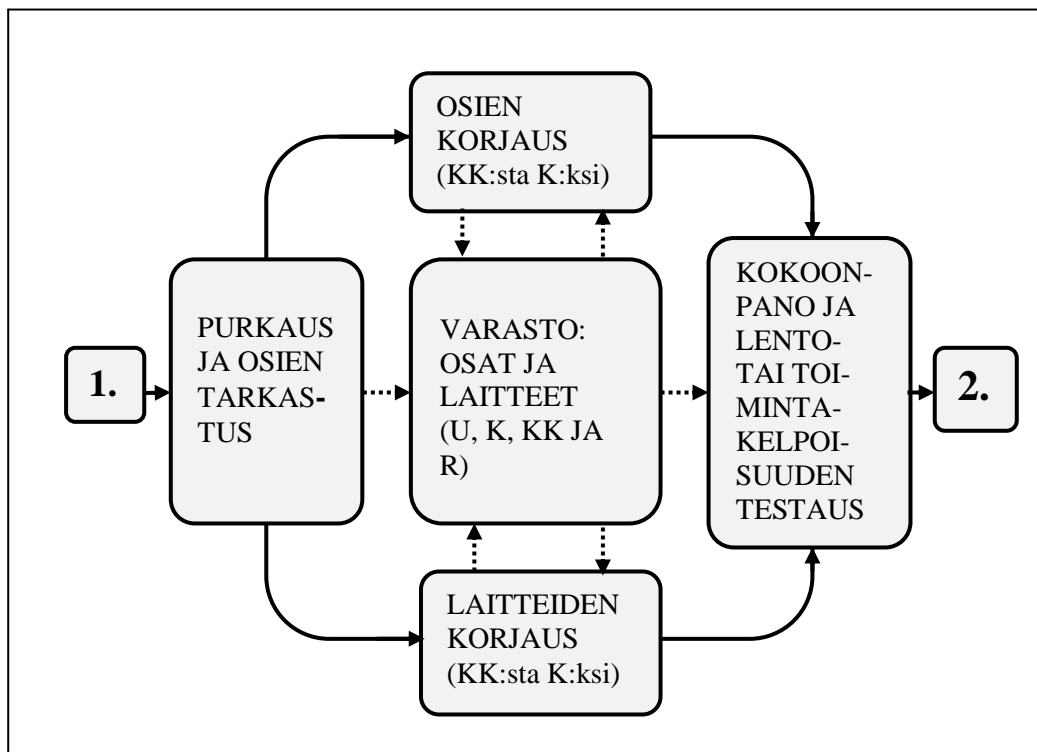 OSIEN
KORJAUS
(KK:sta K:ksi)
1.
PURKAUS
JA OSIEN
TARKAS-
TUS
VARASTO:
OSAT JA
LAITTEET
(U, K, KK JA
R)
KOKOON-
PANO JA
LENTO-
TAI TOI-
MINTA-
KELPOI-
SUUDEN
TESTAUS
2.
LAITTEIDEN
KORJAUS
(KK:sta K:ksi)